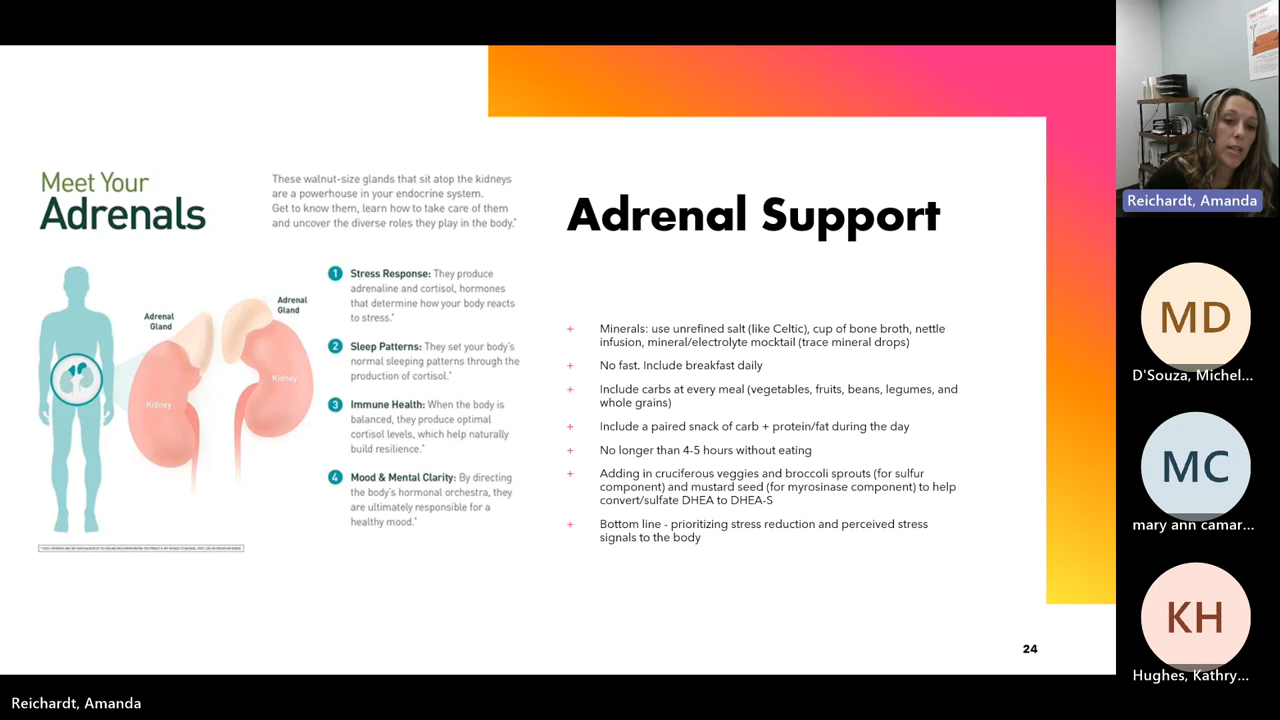 Meet Your
Adrenals
These walnut-size glands that sit atop the kidneys
are a powerhouse in your endocrine system.
Get to know them, learn how to take care of them
and uncover the diverse roles they play in the body.*
Adrenal
Gland
Adrenal
Gland
Kidney
Kidney
1 Stress Response: They produce
adrenaline and cortisol, hormones
that determine how your body reacts
to stress.*
2 Sleep Patterns: They set your body's
normal sleeping patterns through the
production of cortisol.*
3 Immune Health: When the body is
balanced, they produce optimal
cortisol levels, which help naturally
build resilience.*
4 Mood & Mental Clarity: By directing
the body's hormonal orchestra, they
are ultimately responsible for a
healthy mood.*
Adrenal Support
+ Minerals: use unrefined salt (like Celtic), cup of bone broth, nettle
infusion, mineral/electrolyte mocktail (trace mineral drops)
+ No fast. Include breakfast daily
+ Include carbs at every meal (vegetables, fruits, beans, legumes, and
whole grains)
+ Include a paired snack of carb + protein/fat during the day
+ No longer than 4-5 hours without eating
+ Adding in cruciferous veggies and broccoli sprouts (for sulfur
component) and mustard seed (for myrosinase component) to help
convert/sulfate DHEA to DHEA-S
+ Bottom line - prioritizing stress reduction and perceived stress
signals to the body
24
Reichardt, Amanda
MD
D'Souza, Michel...
MC
mary ann camar...
KH
Hughes, Kathry...
Reichardt, Amanda